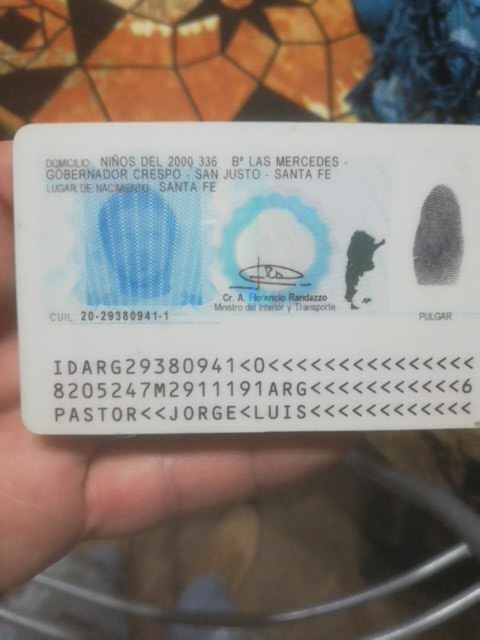 DOMICILIO: NIÑOS DEL 2000 336 Bº LAS MERCEDES -
GOBERNADOR CRESPO - SAN JUSTO - SANTA FE
LUGAR DE NACIMIENTO: SANTA FE
Cr. A. Florencio Randazzo
Ministro del Interior y Transporte
CUIL: 20-29380941-1
PULGAR
IDARG29380941<0<<<<<<<<<<<<<<<
8205247M2911191ARG<<<<<<<<<<<6
PASTOR<<JORGE<LUIS<<<<<<<<<<<<